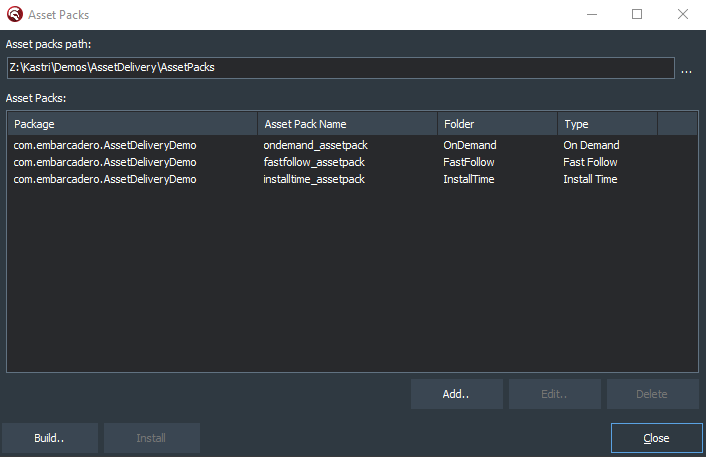 Asset Packs
Asset packs path:
Z:\Kastri\Demos\AssetDelivery\AssetPacks
...
Asset Packs:
Package Asset Pack Name Folder Type
com.embarcadero.AssetDeliveryDemo ondemand_assetpack OnDemand On Demand
com.embarcadero.AssetDeliveryDemo fastfollow_assetpack FastFollow Fast Follow
com.embarcadero.AssetDeliveryDemo installtime_assetpack InstallTime Install Time
Add.. Edit.. Delete
Build.. Install Close